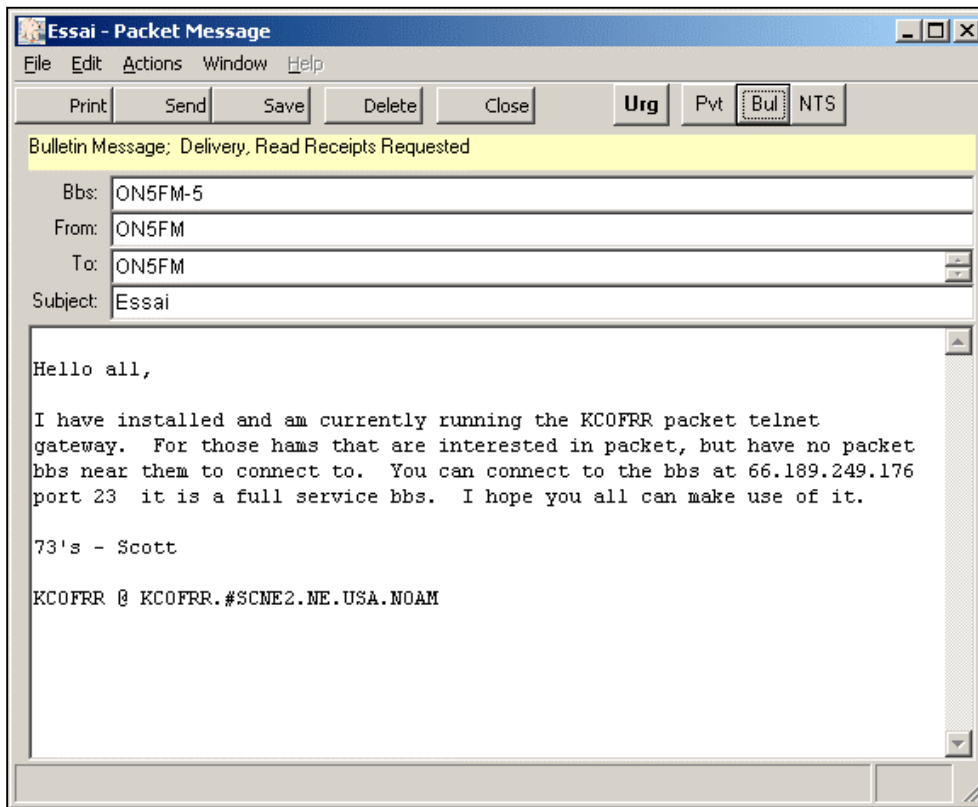 Essai - Packet Message
File Edit Actions Window Help
Print Send Save Delete Close Urg Pvt Bul NTS
Bulletin Message; Delivery, Read Receipts Requested
Bbs: ON5FM-5
From: ON5FM
To: ON5FM
Subject: Essai
Hello all,
I have installed and am currently running the KC0FRR packet telnet
gateway. For those hams that are interested in packet, but have no packet
bbs near them to connect to. You can connect to the bbs at 66.189.249.176
port 23 it is a full service bbs. I hope you all can make use of it.
73's - Scott
KC0FRR @ KC0FRR.#SCNE2.NE.USA.NOAM